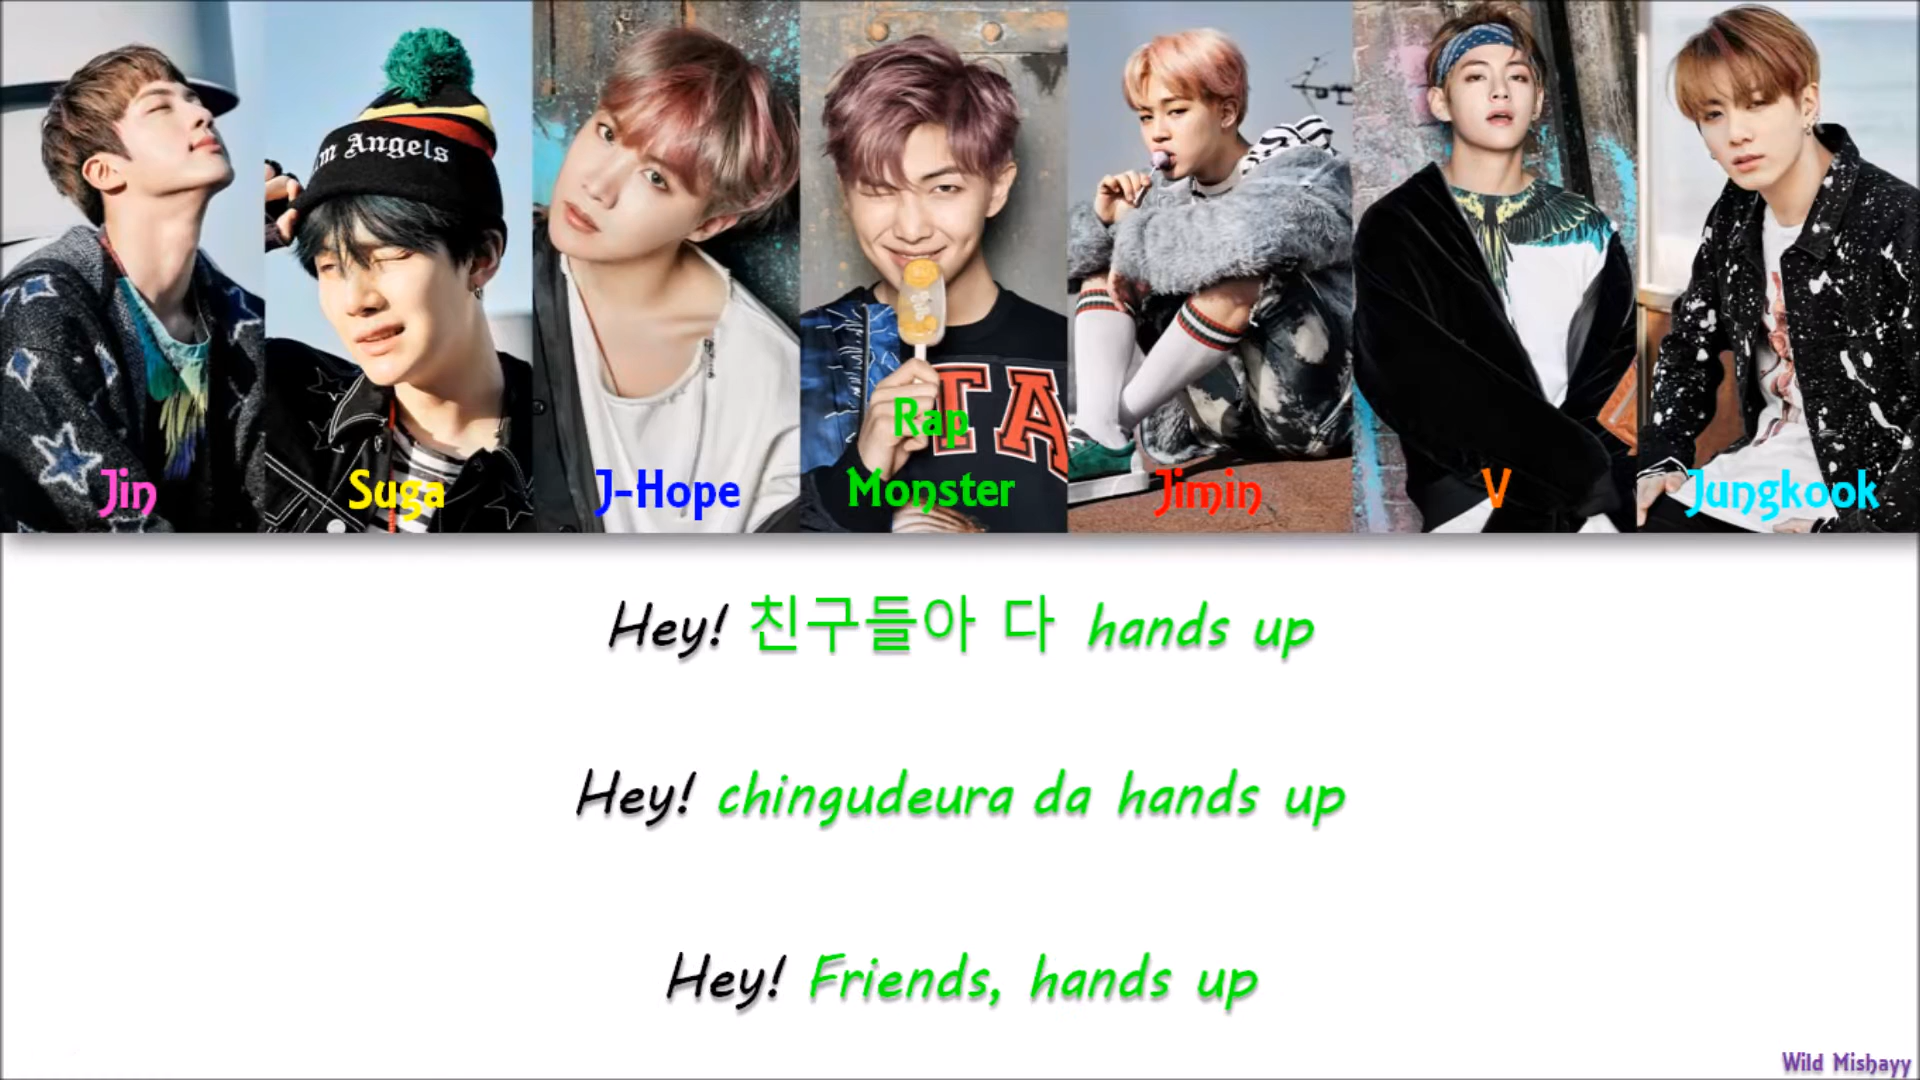 m Angels
TA
Jin
Suga
J-Hope
Rap
Monster
Jimin
V
Jungkook
Hey! 친구들아 다 hands up
Hey! chingudeura da hands up
Hey! Friends, hands up
Wild Mishayy